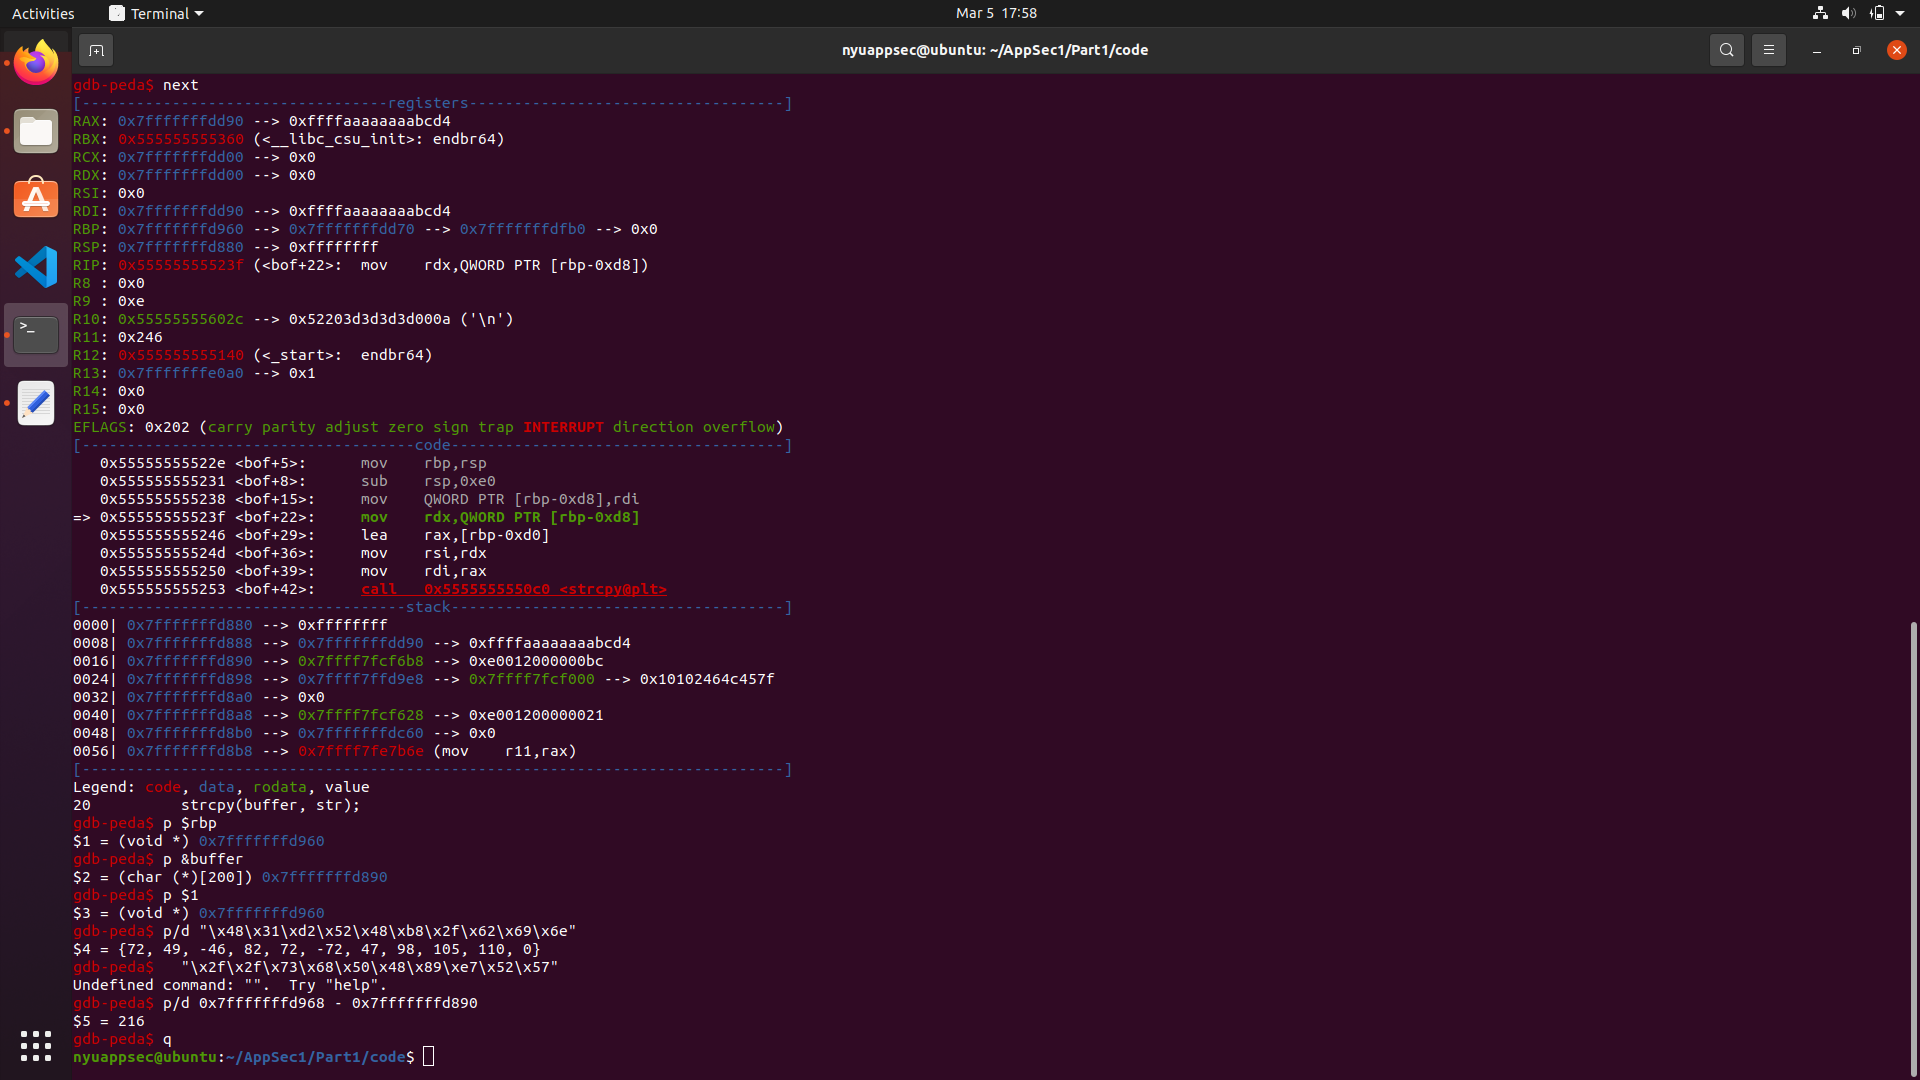 Activities Terminal Mar 5 17:58
nyuappsec@ubuntu: ~/AppSec1/Part1/code
gdb-peda$ next
[----------------------------------registers-----------------------------------]
RAX: 0x7fffffffdd90 --> 0xffffaaaaaaaabcd4
RBX: 0x555555555360 (<__libc_csu_init>: endbr64)
RCX: 0x7fffffffdd00 --> 0x0
RDX: 0x7fffffffdd00 --> 0x0
RSI: 0x0
RDI: 0x7fffffffdd90 --> 0xffffaaaaaaaabcd4
RBP: 0x7fffffffd960 --> 0x7fffffffdd70 --> 0x7fffffffdfb0 --> 0x0
RSP: 0x7fffffffd880 --> 0xffffffff
RIP: 0x55555555523f (<bof+22>: mov rdx,QWORD PTR [rbp-0xd8])
R8 : 0x0
R9 : 0xe
R10: 0x55555555602c --> 0x52203d3d3d3d000a ('\n')
R11: 0x246
R12: 0x555555555140 (<_start>: endbr64)
R13: 0x7fffffffe0a0 --> 0x1
R14: 0x0
R15: 0x0
EFLAGS: 0x202 (carry parity adjust zero sign trap INTERRUPT direction overflow)
[-------------------------------------code-------------------------------------]
0x55555555522e <bof+5>: mov rbp,rsp
0x555555555231 <bof+8>: sub rsp,0xe0
0x555555555238 <bof+15>: mov QWORD PTR [rbp-0xd8],rdi
=> 0x55555555523f <bof+22>: mov rdx,QWORD PTR [rbp-0xd8]
0x555555555246 <bof+29>: lea rax,[rbp-0xd0]
0x55555555524d <bof+36>: mov rsi,rdx
0x555555555250 <bof+39>: mov rdi,rax
0x555555555253 <bof+42>: call 0x5555555550c0 <strcpy@plt>
[------------------------------------stack-------------------------------------]
0000| 0x7fffffffd880 --> 0xffffffff
0008| 0x7fffffffd888 --> 0x7fffffffdd90 --> 0xffffaaaaaaaabcd4
0016| 0x7fffffffd890 --> 0x7ffff7fcf6b8 --> 0xe0012000000bc
0024| 0x7fffffffd898 --> 0x7ffff7ffd9e8 --> 0x7ffff7fcf000 --> 0x10102464c457f
0032| 0x7fffffffd8a0 --> 0x0
0040| 0x7fffffffd8a8 --> 0x7ffff7fcf628 --> 0xe001200000021
0048| 0x7fffffffd8b0 --> 0x7fffffffdc60 --> 0x0
0056| 0x7fffffffd8b8 --> 0x7ffff7fe7b6e (mov r11,rax)
[------------------------------------------------------------------------------]
Legend: code, data, rodata, value
20 strcpy(buffer, str);
gdb-peda$ p $rbp
$1 = (void *) 0x7fffffffd960
gdb-peda$ p &buffer
$2 = (char (*)[200]) 0x7fffffffd890
gdb-peda$ p $1
$3 = (void *) 0x7fffffffd960
gdb-peda$ p/d "\x48\x31\xd2\x52\x48\xb8\x2f\x62\x69\x6e"
$4 = {72, 49, -46, 82, 72, -72, 47, 98, 105, 110, 0}
gdb-peda$ "\x2f\x2f\x73\x68\x50\x48\x89\xe7\x52\x57"
Undefined command: "". Try "help".
gdb-peda$ p/d 0x7fffffffd968 - 0x7fffffffd890
$5 = 216
gdb-peda$ q
nyuappsec@ubuntu:~/AppSec1/Part1/code$